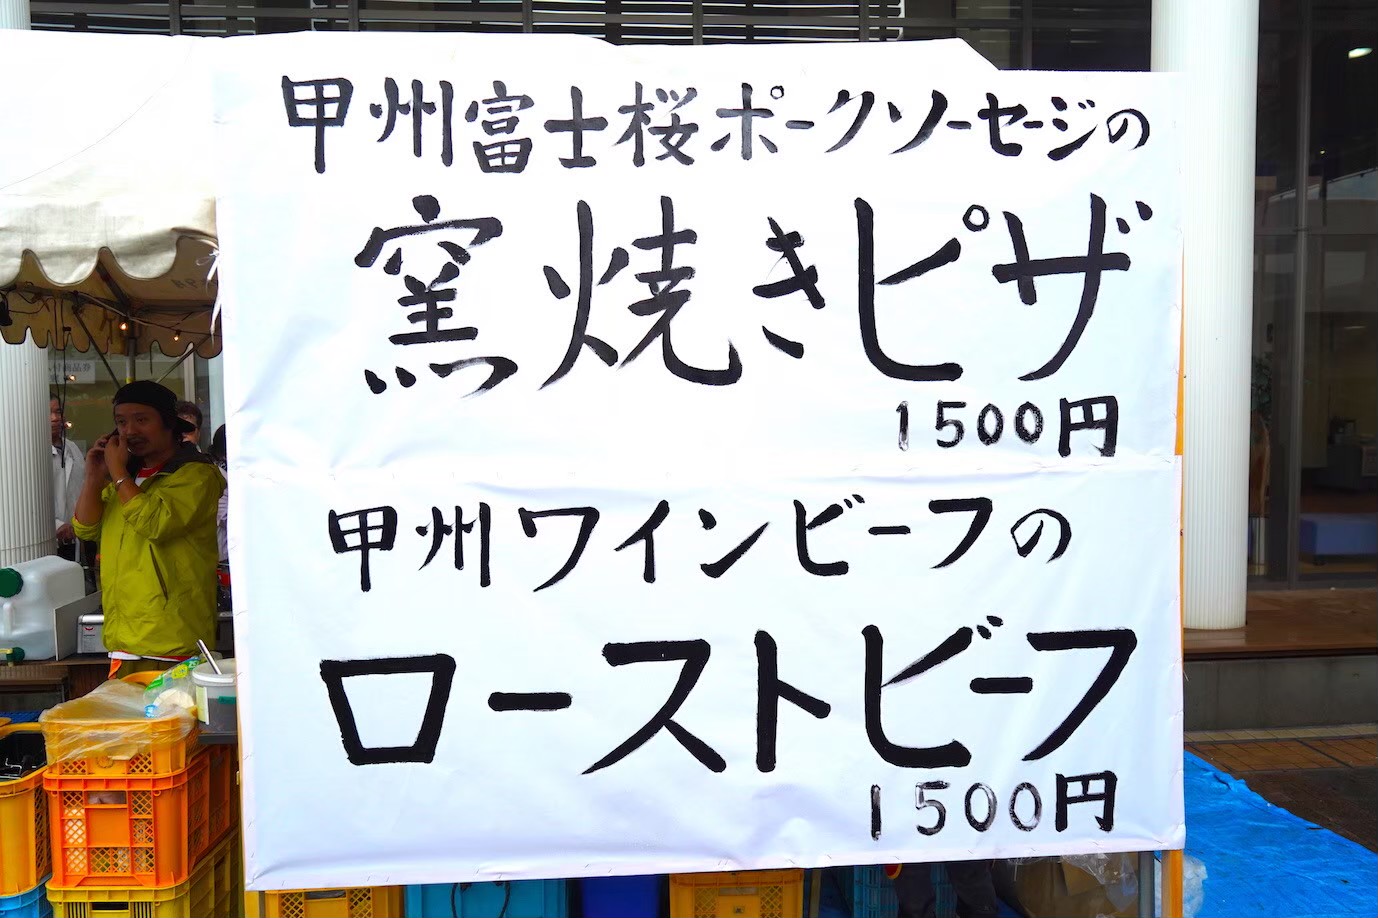 甲州富士桜ポークソーセージの
窯焼きピザ
1500円
甲州ワインビーフの
ローストビーフ
1500円